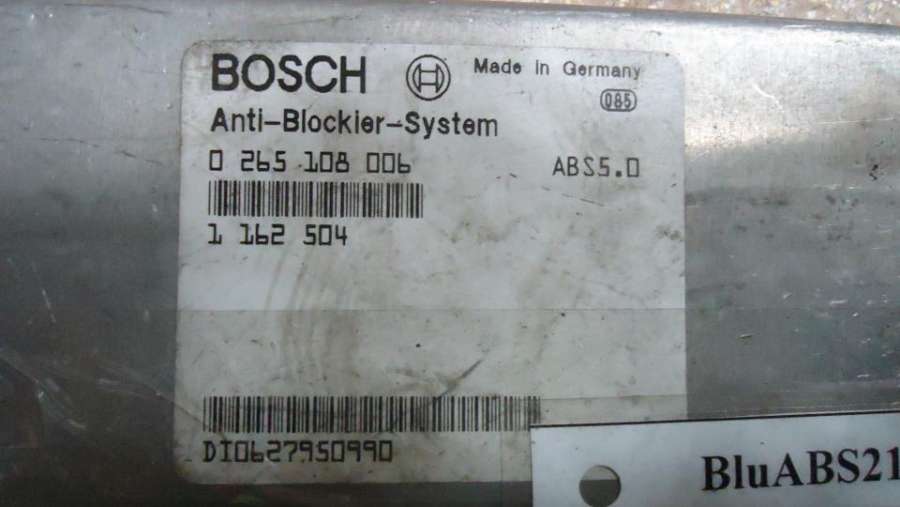 BOSCH Made in Germany
085
Anti-Blockier-System
0 265 108 006 ABS5.0
1 162 504
DI0627950990
BluABS21